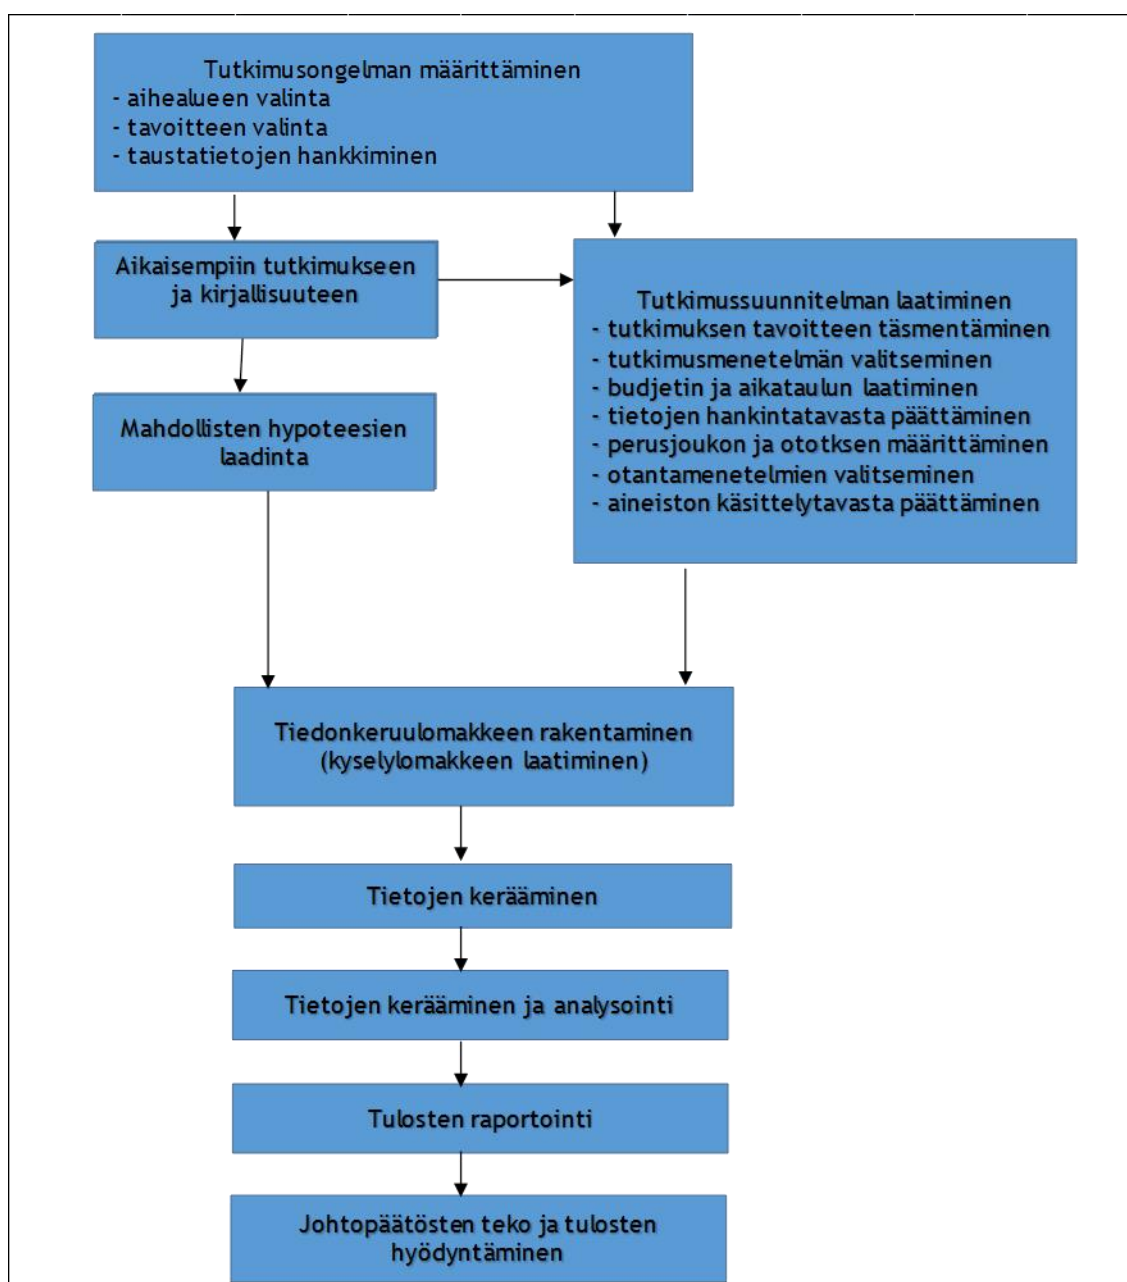 Tutkimusongelman määrittäminen
- aihealueen valinta
- tavoitteen valinta
- taustatietojen hankkiminen
Aikaisempiin tutkimukseen
ja kirjallisuuteen
Tutkimussuunnitelman laatiminen
- tutkimuksen tavoitteen täsmentäminen
- tutkimusmenetelmän valitseminen
- budjetin ja aikataulun laatiminen
- tietojen hankintatavasta päättäminen
- perusjoukon ja ototksen määrittäminen
- otantamenetelmien valitseminen
- aineiston käsittelytavasta päättäminen
Mahdollisten hypoteesien
laadinta
Tiedonkeruulomakkeen rakentaminen
(kyselylomakkeen laatiminen)
Tietojen kerääminen
Tietojen kerääminen ja analysointi
Tulosten raportointi
Johtopäätösten teko ja tulosten
hyödyntäminen